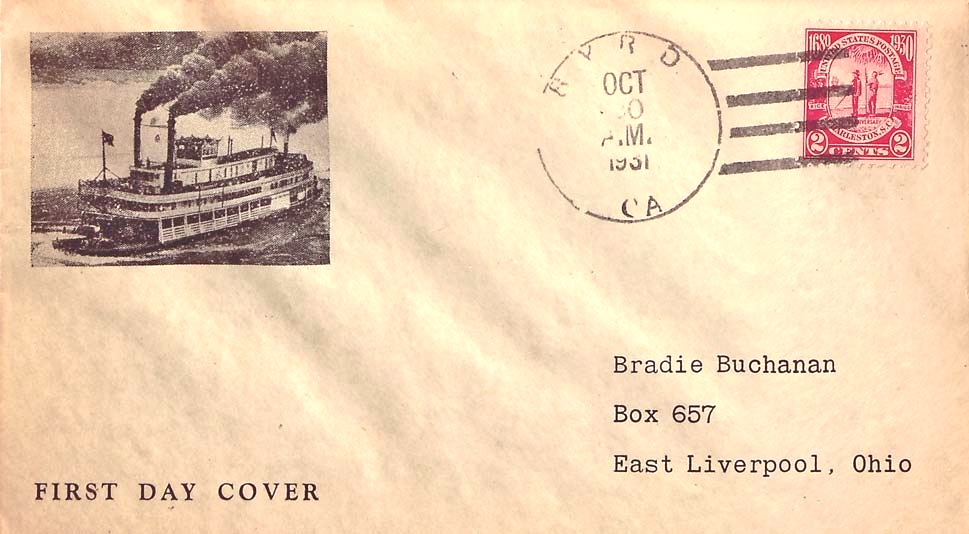 OCT
A.M.
1931
CA
1680 1930
UNITED STATES POSTAGE
CHARLESTON, S.C.
2 CENTS 2
Bradie Buchanan
Box 657
East Liverpool, Ohio
FIRST DAY COVER